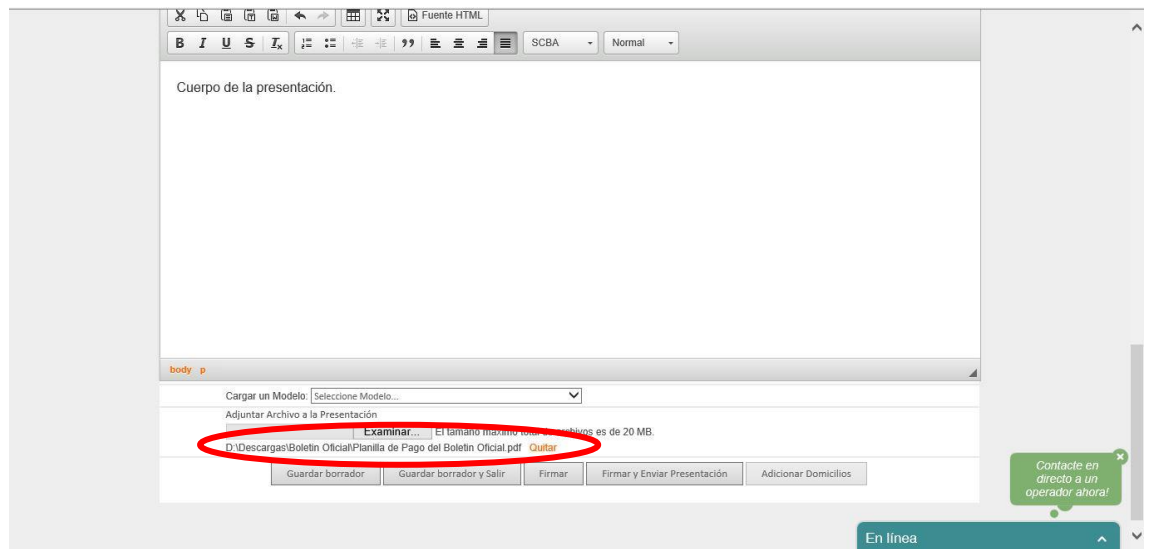 Fuente HTML
B I U S Ix SCBA Normal
Cuerpo de la presentación.
body p
Cargar un Modelo: Seleccione Modelo...
Adjuntar Archivo a la Presentación
Examinar... El tamaño máximo total de archivos es de 20 MB.
D:\Descargas\Boletin Oficial\Planilla de Pago del Boletin Oficial.pdf Quitar
Guardar borrador Guardar borrador y Salir Firmar Firmar y Enviar Presentación Adicionar Domicilios
Contacte en
directo a un
operador ahora!
En línea